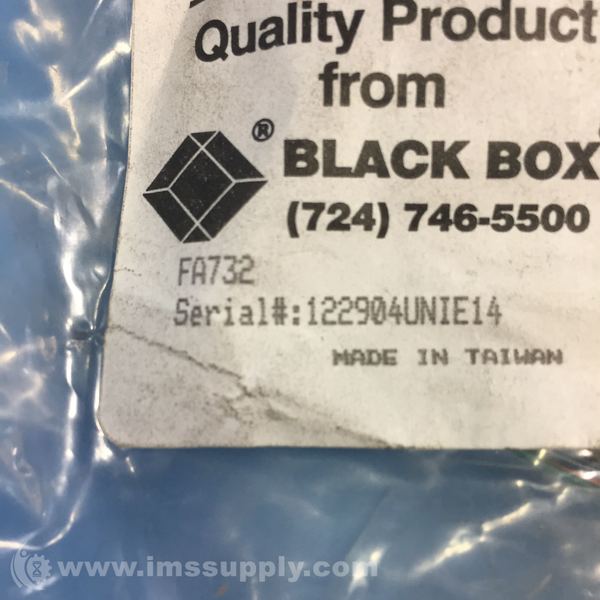 Quality Product
from
®
BLACK BOX
(724) 746-5500
FA732
Serial#:122904UNIE14
MADE IN TAIWAN
www.imssupply.com